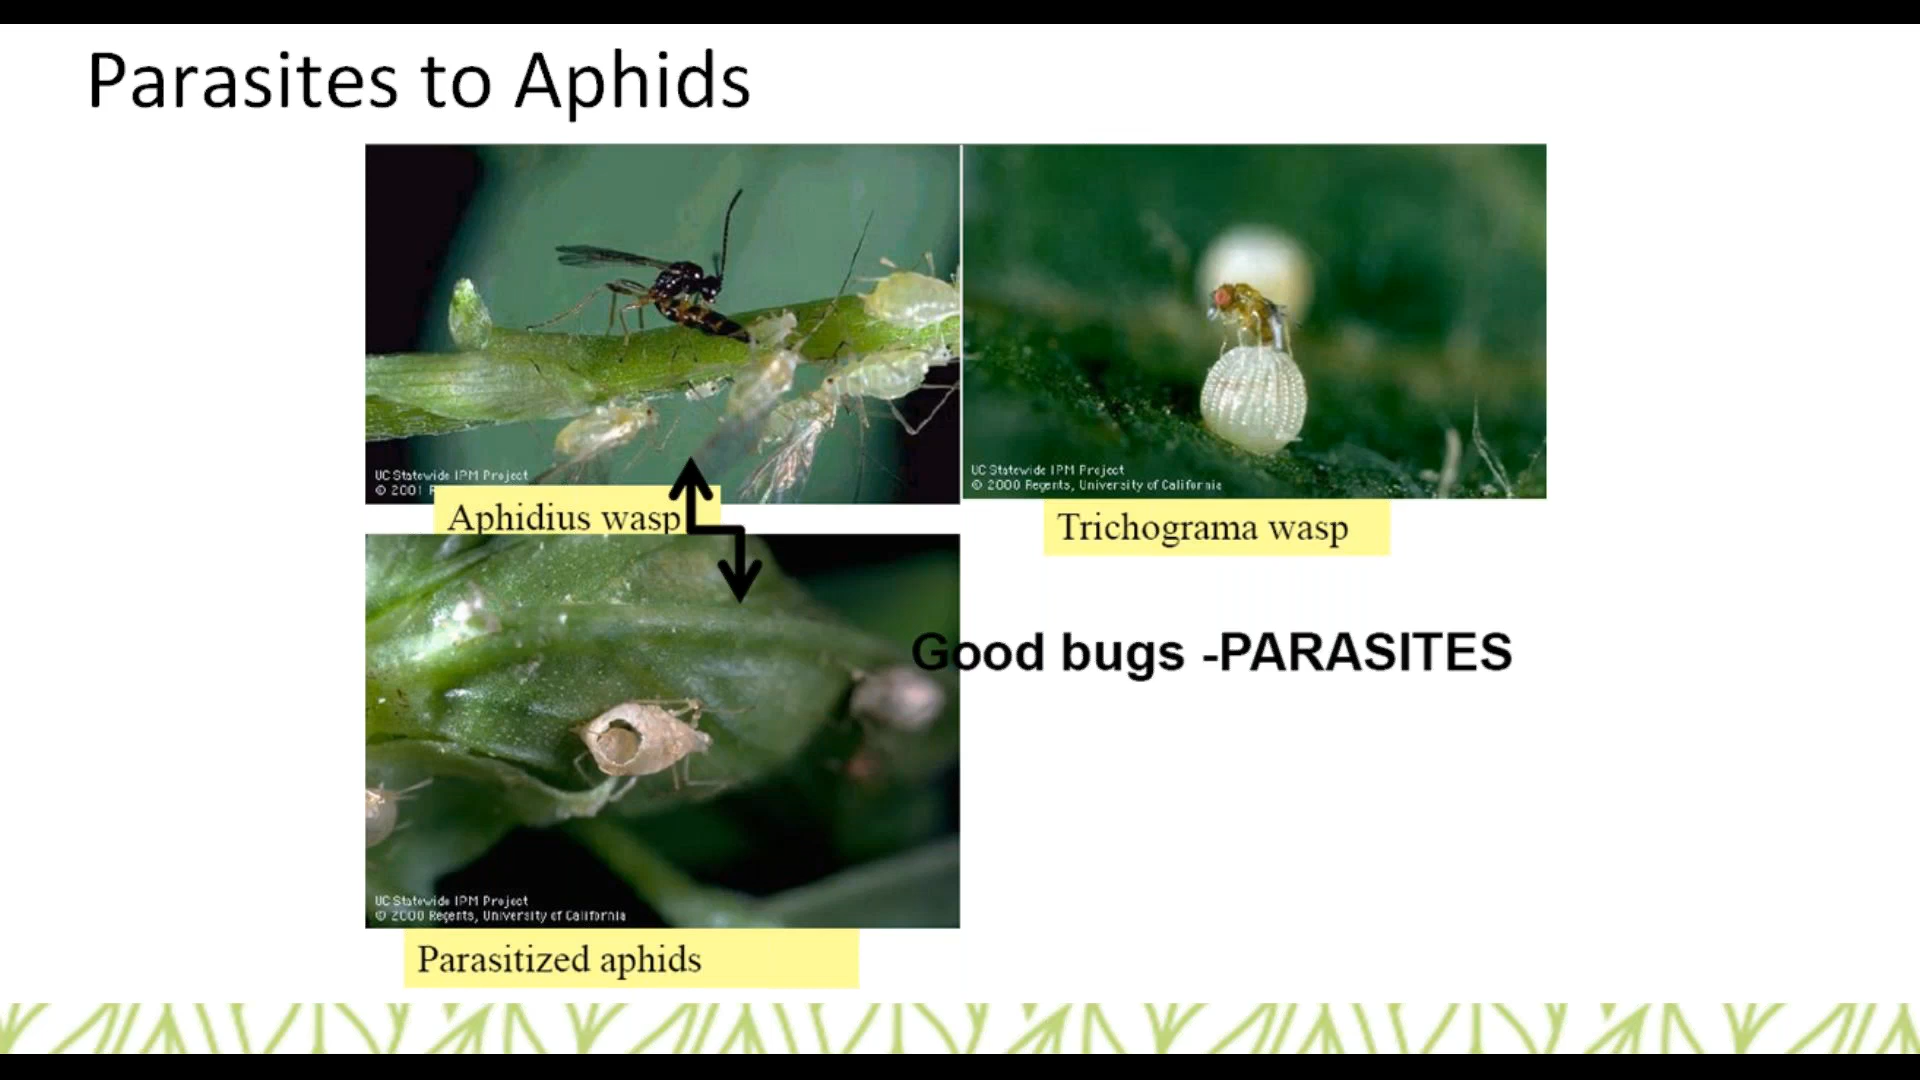 Parasites to Aphids
UC Statewide IPM Project
© 2001 R
UC Statewide IPM Project
© 2000 Regents, University of California
Aphidius wasp
Trichograma wasp
Good bugs -PARASITES
UC Statewide IPM Project
© 2000 Regents, University of California
Parasitized aphids